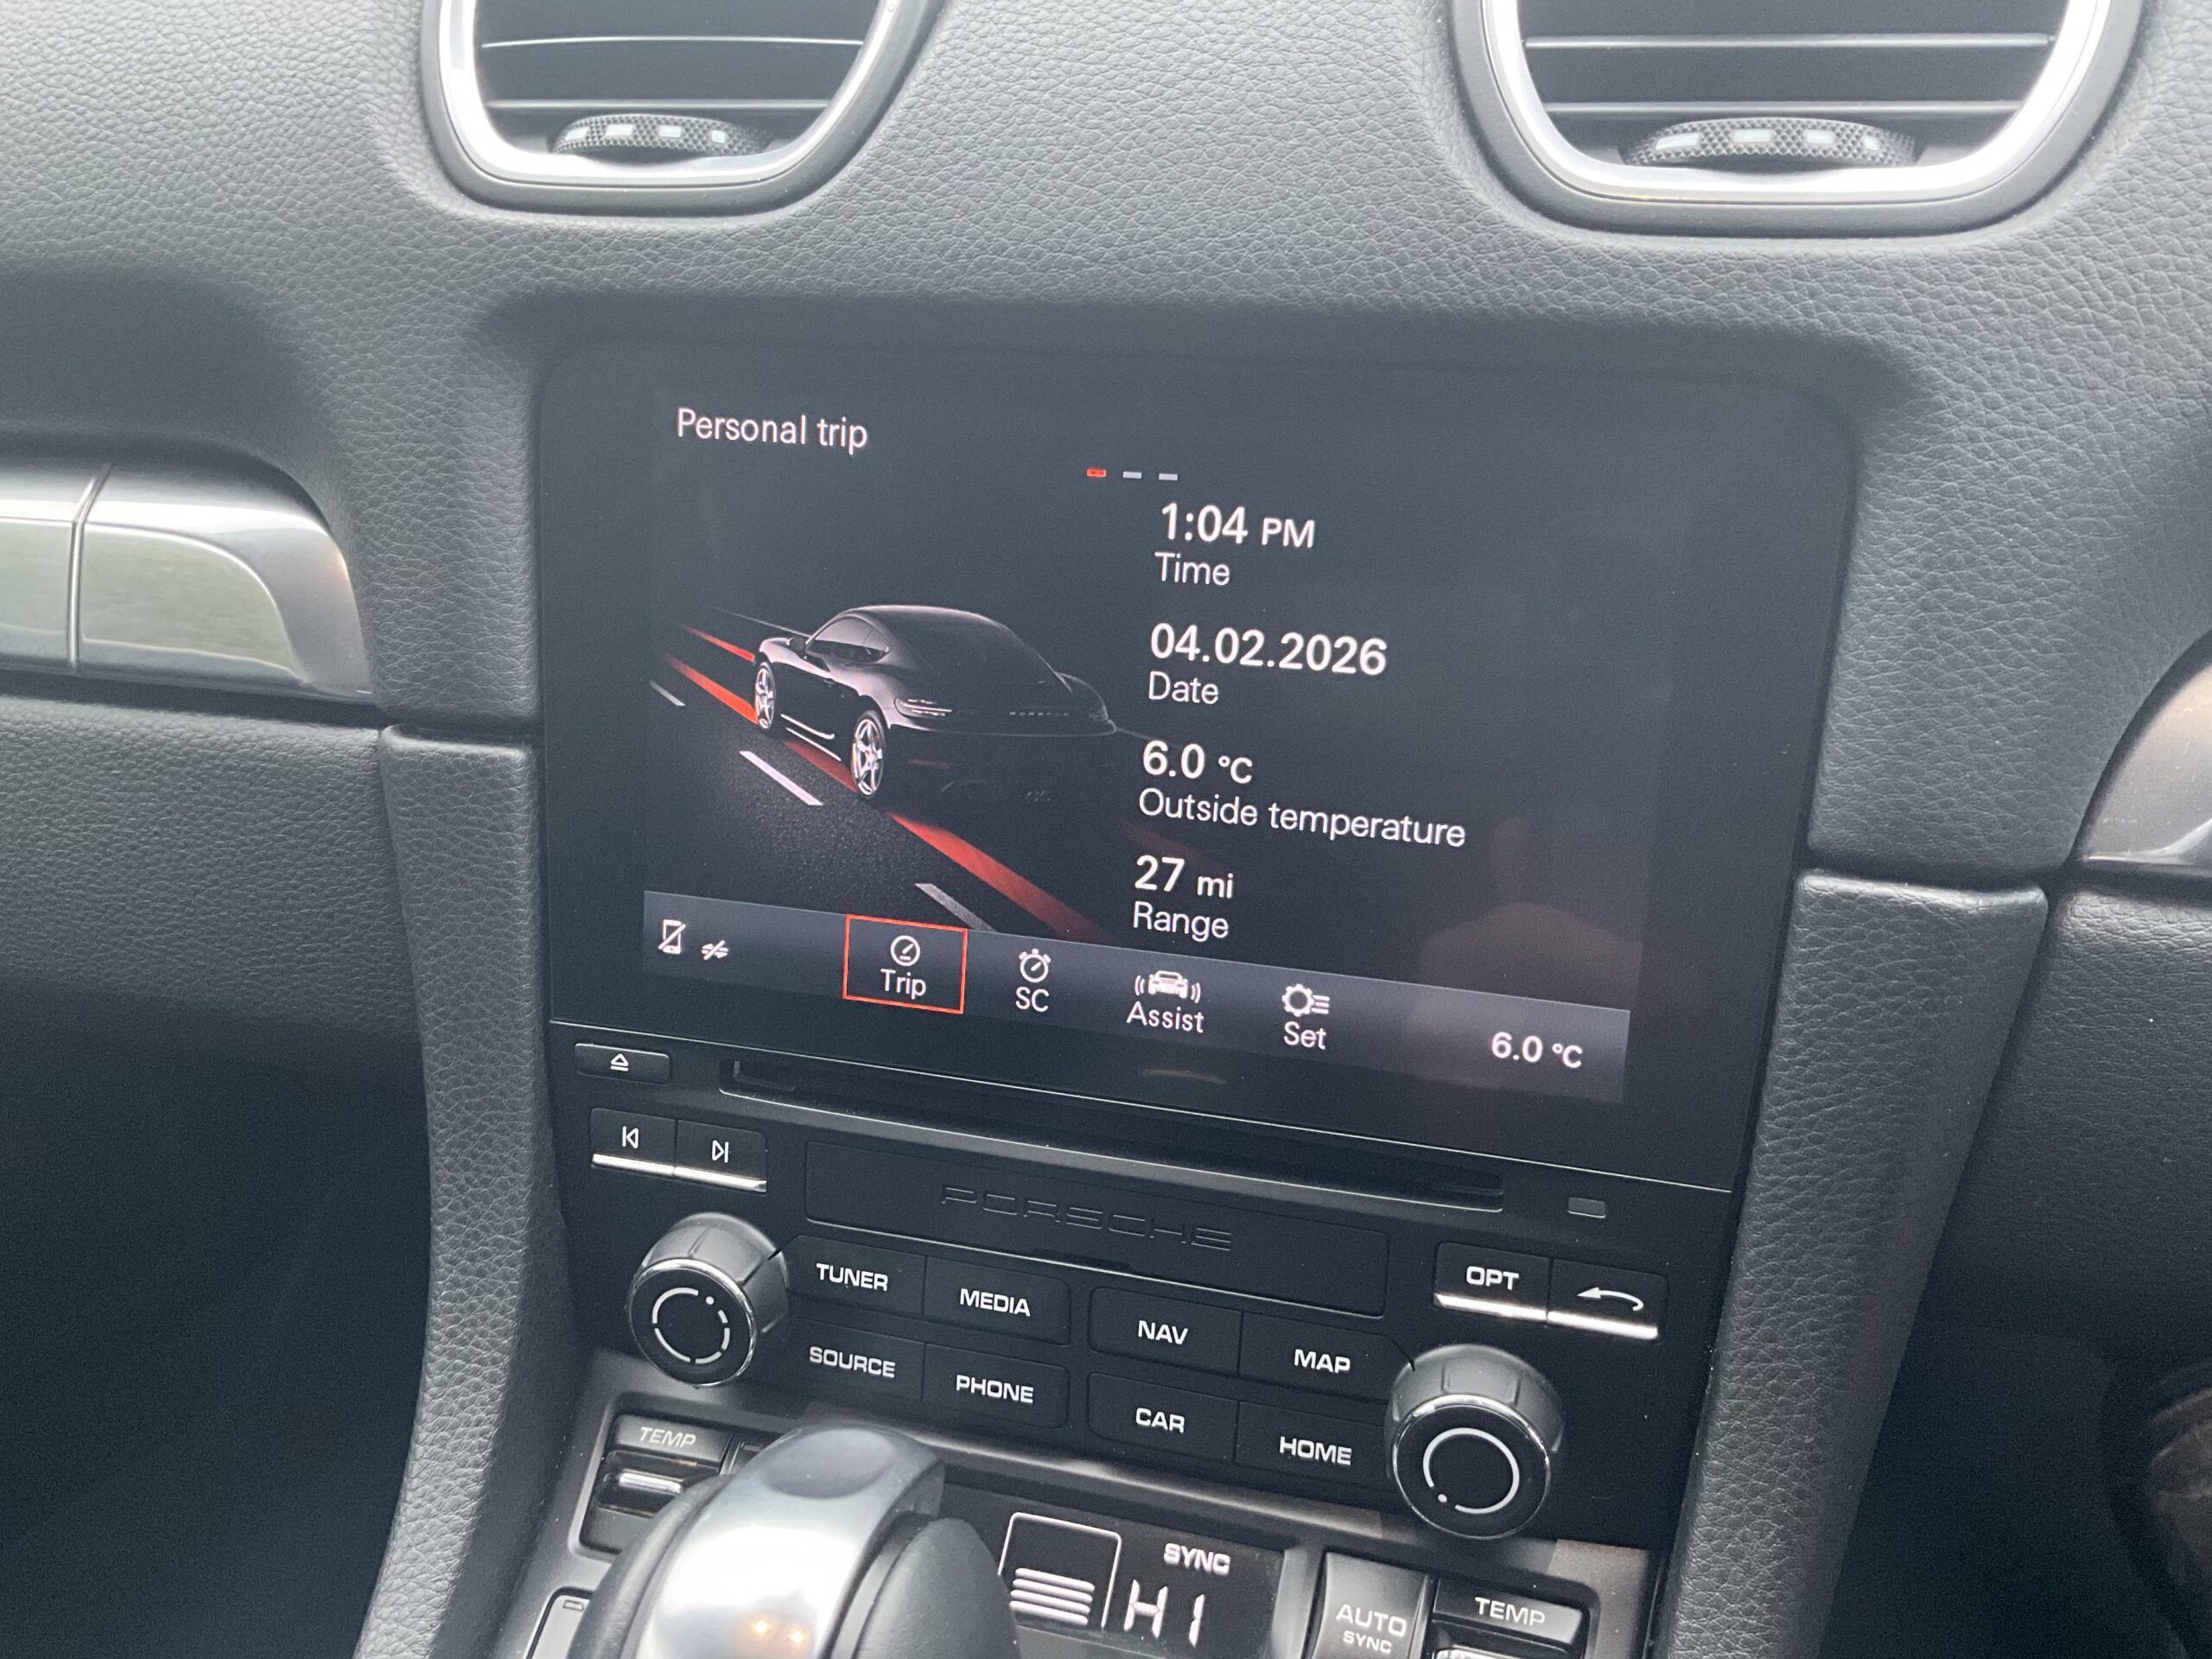 Personal trip
1:04 PM
Time
04.02.2026
Date
6.0 °C
Outside temperature
27 mi
Range
Trip
SC
Assist
Set
6.0 °C
PORSCHE
TUNER
MEDIA
NAV
MAP
OPT
SOURCE
PHONE
CAR
HOME
TEMP
SYNC
HI
AUTO
SYNC
TEMP